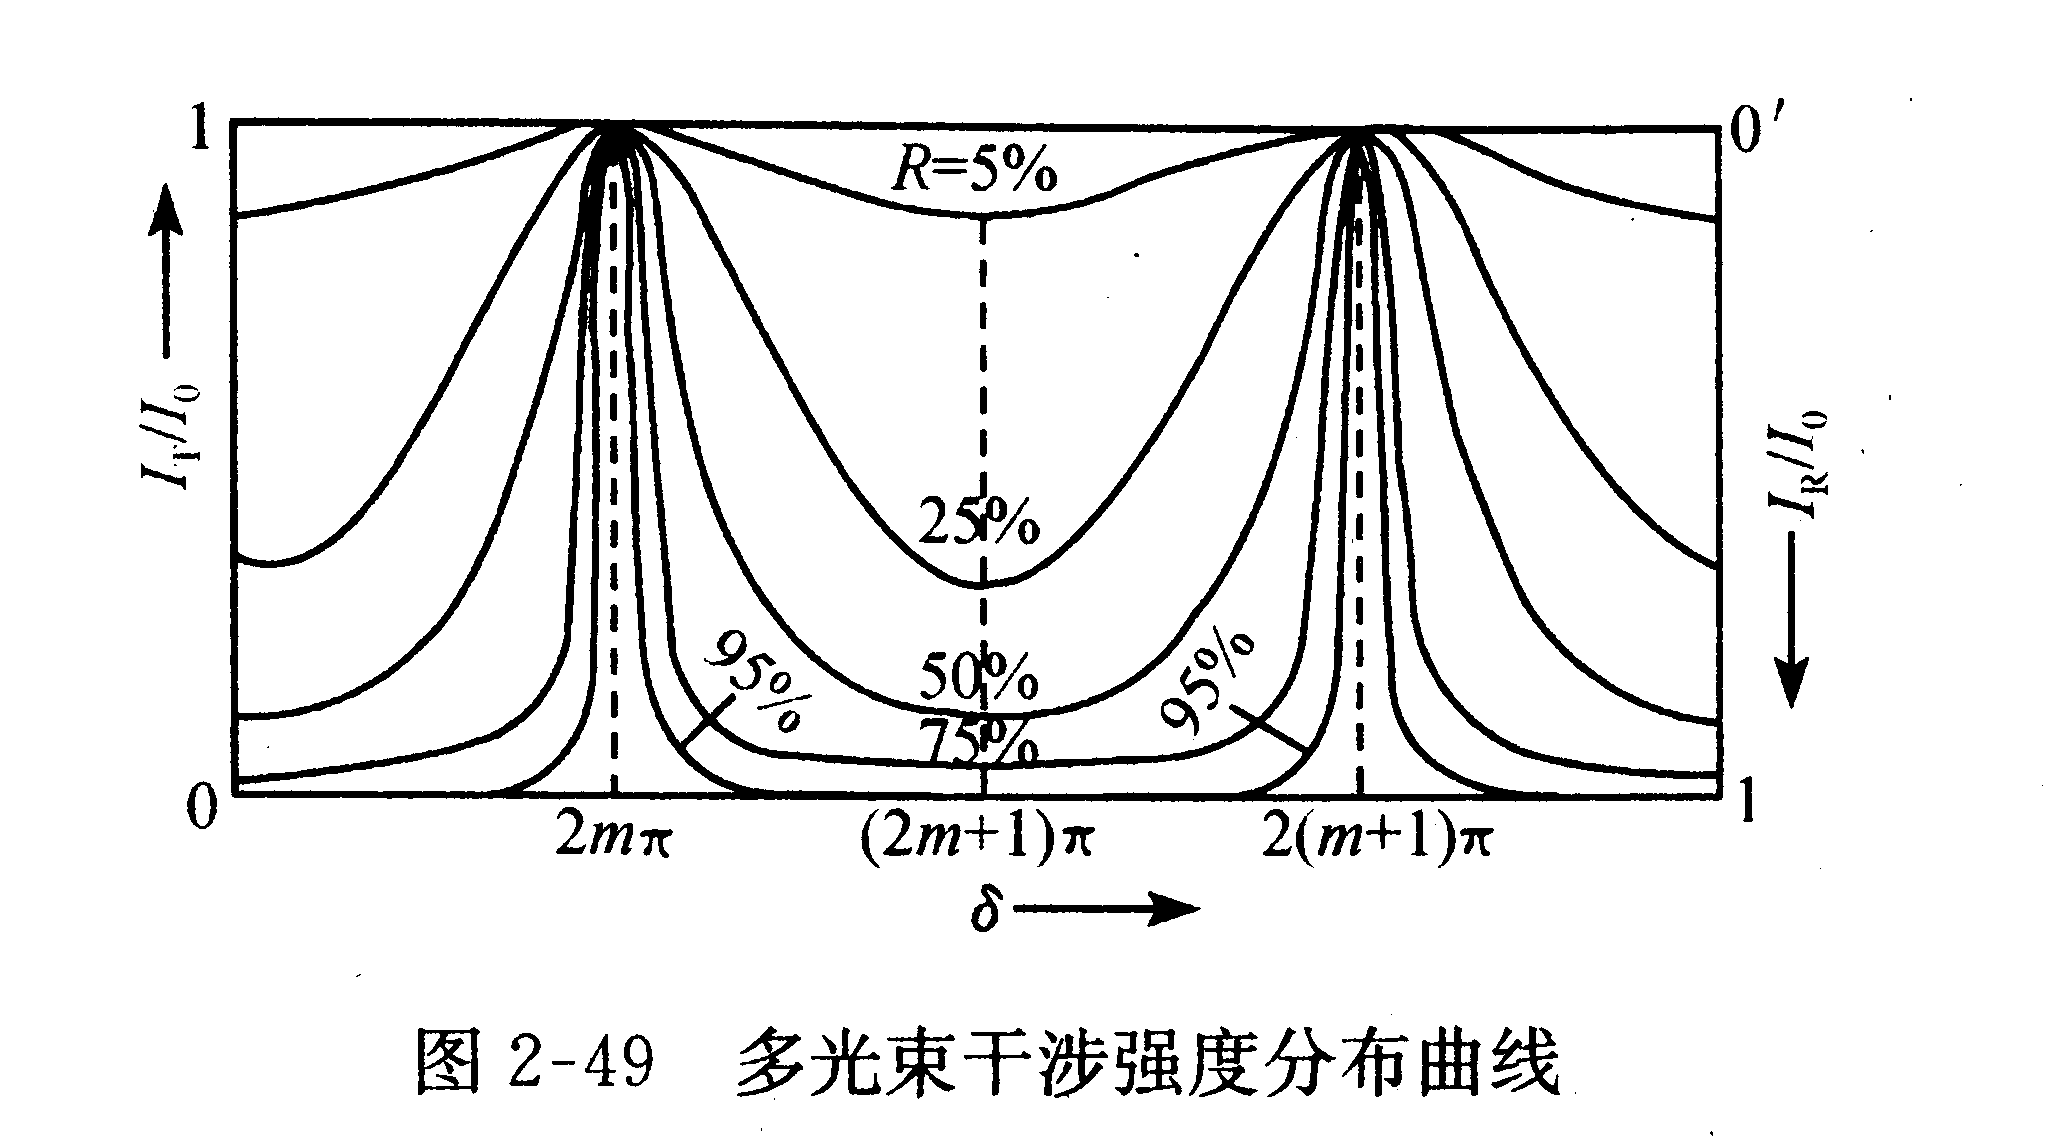 1
0′
R=5%
I_T/I_0
I_R/I_0
25%
50%
95%
95%
75%
0
1
2mπ
(2m+1)π
2(m+1)π
δ
图 2-49 多光束干涉强度分布曲线